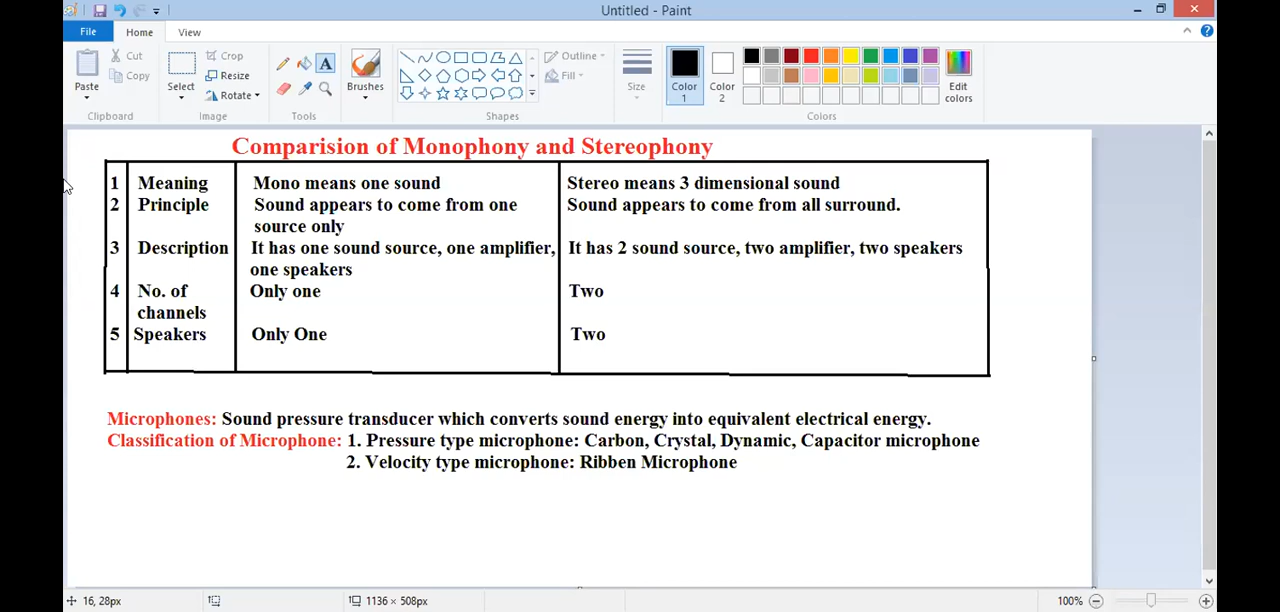 Untitled - Paint
File Home View
Paste
Cut
Copy
Clipboard
Select
Crop
Resize
Rotate
Image
Tools
Brushes
Shapes
Outline
Fill
Size
Color 1
Color 2
Edit colors
Colors
Comparision of Monophony and Stereophony
1 Meaning Mono means one sound Stereo means 3 dimensional sound
2 Principle Sound appears to come from one Sound appears to come from all surround.
source only
3 Description It has one sound source, one amplifier, It has 2 sound source, two amplifier, two speakers
one speakers
4 No. of Only one Two
channels
5 Speakers Only One Two
Microphones: Sound pressure transducer which converts sound energy into equivalent electrical energy.
Classification of Microphone: 1. Pressure type microphone: Carbon, Crystal, Dynamic, Capacitor microphone
2. Velocity type microphone: Ribben Microphone
16, 28px 1136 × 508px 100%